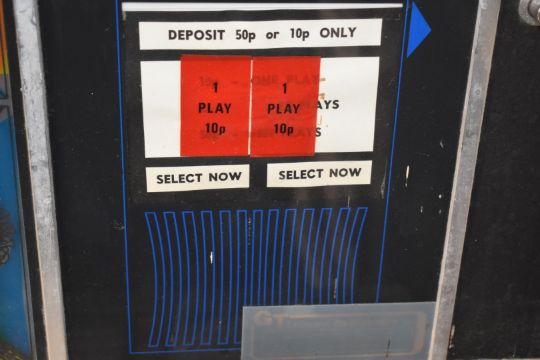 DEPOSIT 50p or 10p ONLY
1 PLAY 10p
1 PLAY 10p
SELECT NOW
SELECT NOW